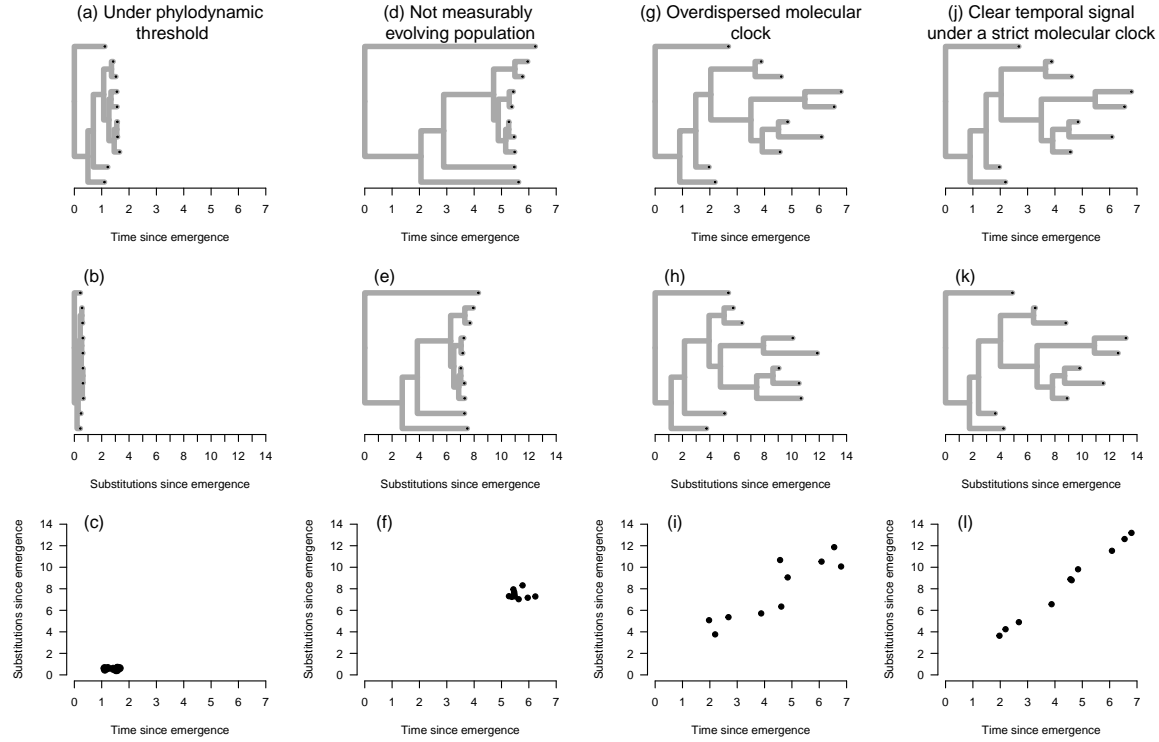 (a) Under phylodynamic
threshold
(d) Not measurably
evolving population
(g) Overdispersed molecular
clock
(j) Clear temporal signal
under a strict molecular clock
0 1 2 3 4 5 6 7
Time since emergence
0 1 2 3 4 5 6 7
Time since emergence
0 1 2 3 4 5 6 7
Time since emergence
0 1 2 3 4 5 6 7
Time since emergence
(b)
(e)
(h)
(k)
0 2 4 6 8 10 12 14
Substitutions since emergence
0 2 4 6 8 10 12 14
Substitutions since emergence
0 2 4 6 8 10 12 14
Substitutions since emergence
0 2 4 6 8 10 12 14
Substitutions since emergence
(c)
Substitutions since emergence
14
12
10
8
6
4
2
0
0 1 2 3 4 5 6 7
Time since emergence
(f)
Substitutions since emergence
14
12
10
8
6
4
2
0
0 1 2 3 4 5 6 7
Time since emergence
(i)
Substitutions since emergence
14
12
10
8
6
4
2
0
0 1 2 3 4 5 6 7
Time since emergence
(l)
Substitutions since emergence
14
12
10
8
6
4
2
0
0 1 2 3 4 5 6 7
Time since emergence